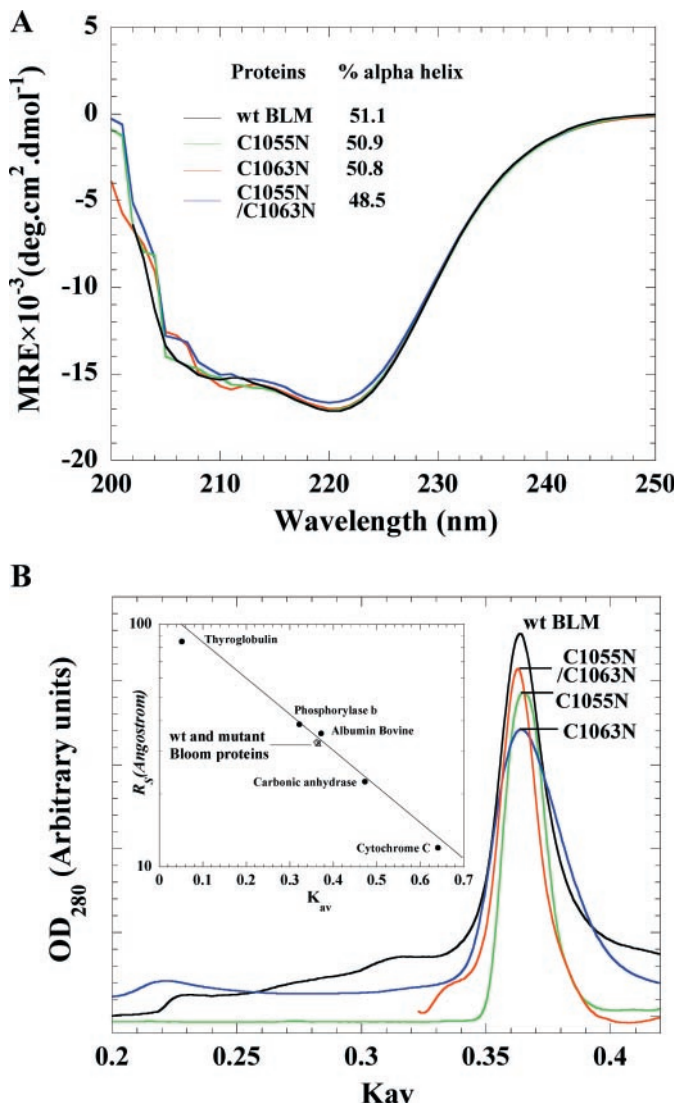 A
MRE×10⁻³(deg.cm².dmol⁻¹)
5
0
-5
-10
-15
-20
Proteins % alpha helix
wt BLM 51.1
C1055N 50.9
C1063N 50.8
C1055N
/C1063N 48.5
200 210 220 230 240 250
Wavelength (nm)
B
OD₂₈₀ (Arbitrary units)
wt BLM
C1055N
/C1063N
C1055N
C1063N
Rₛ(Angostrom)
100
10
Thyroglobulin
Phosphorylase b
Albumin Bovine
wt and mutant
Bloom proteins
Carbonic anhydrase
Cytochrome C
0 0.1 0.2 0.3 0.4 0.5 0.6 0.7
Kₐᵥ
0.2 0.25 0.3 0.35 0.4
Kav